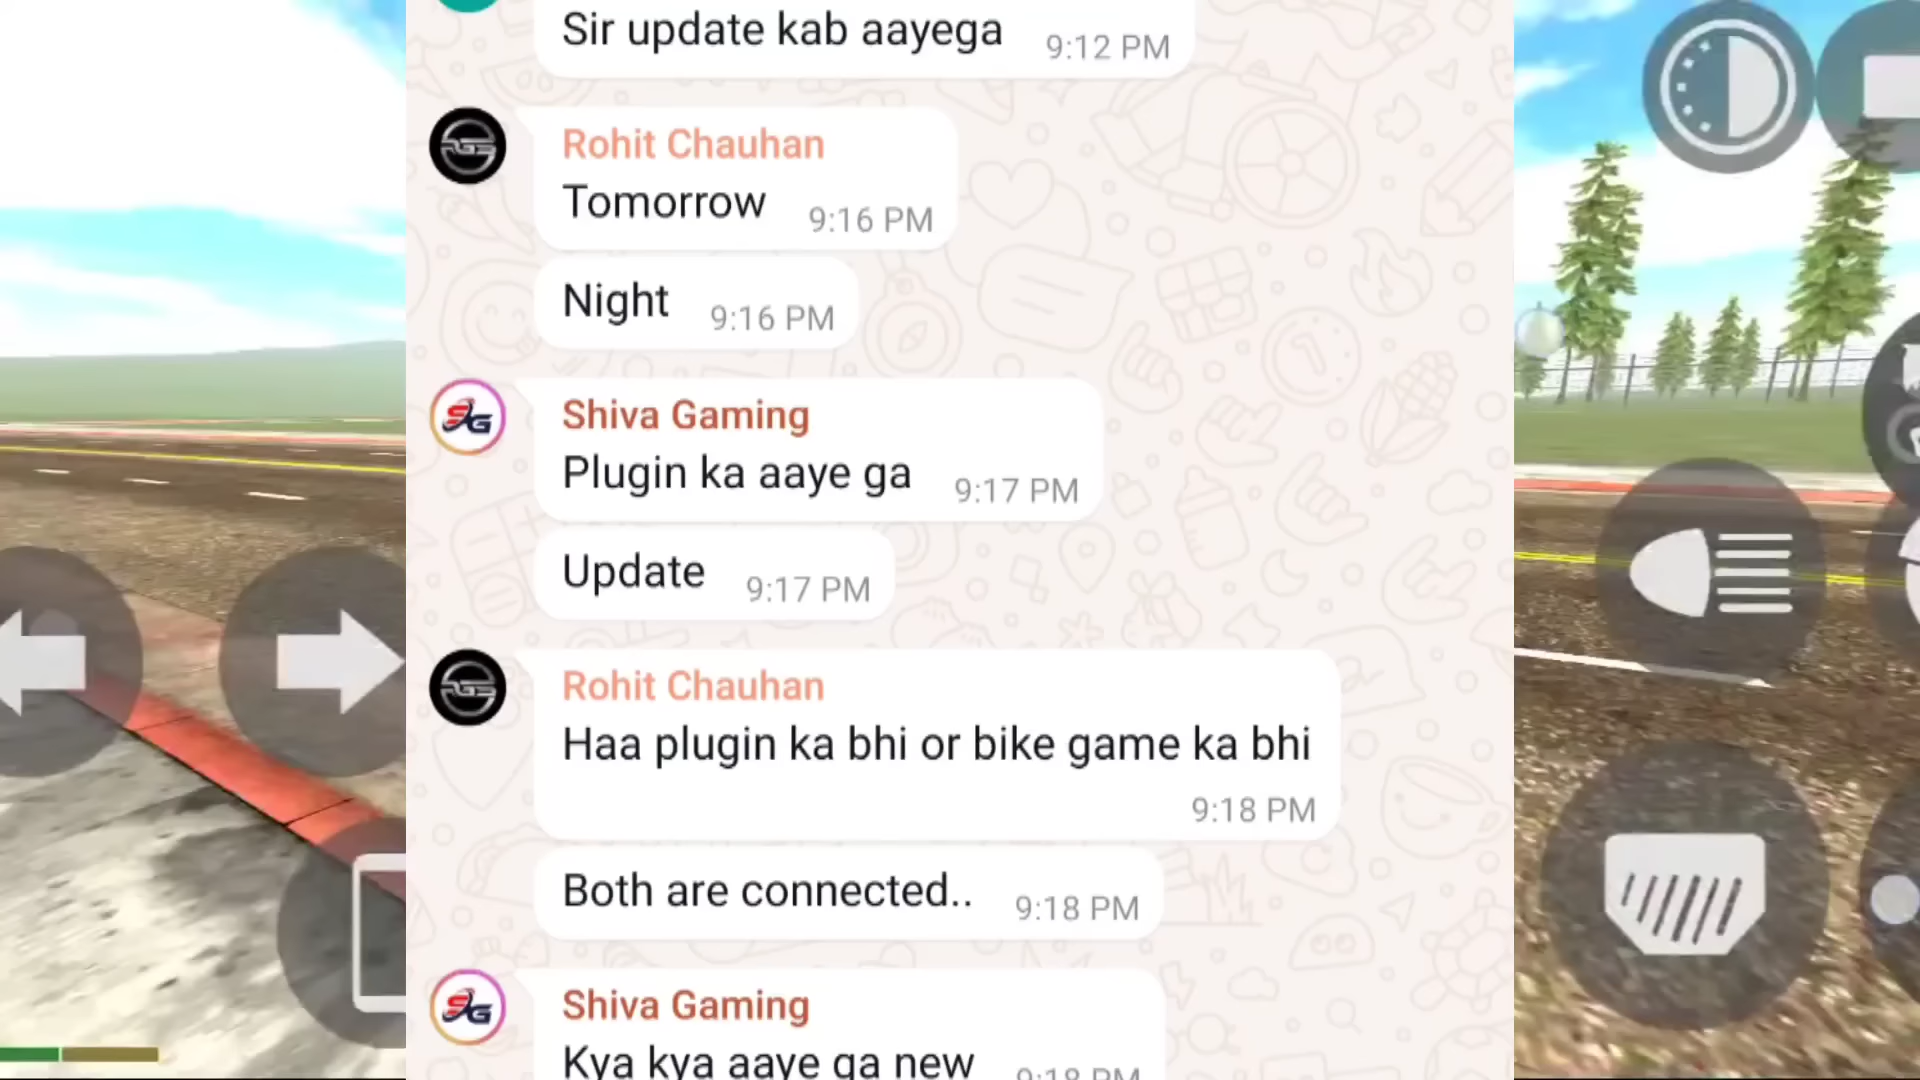 Sir update kab aayega 9:12 PM
Rohit Chauhan
Tomorrow 9:16 PM
Night 9:16 PM
Shiva Gaming
Plugin ka aaye ga 9:17 PM
Update 9:17 PM
Rohit Chauhan
Haa plugin ka bhi or bike game ka bhi
9:18 PM
Both are connected.. 9:18 PM
Shiva Gaming
Kya kya aaye ga new 9:18 PM